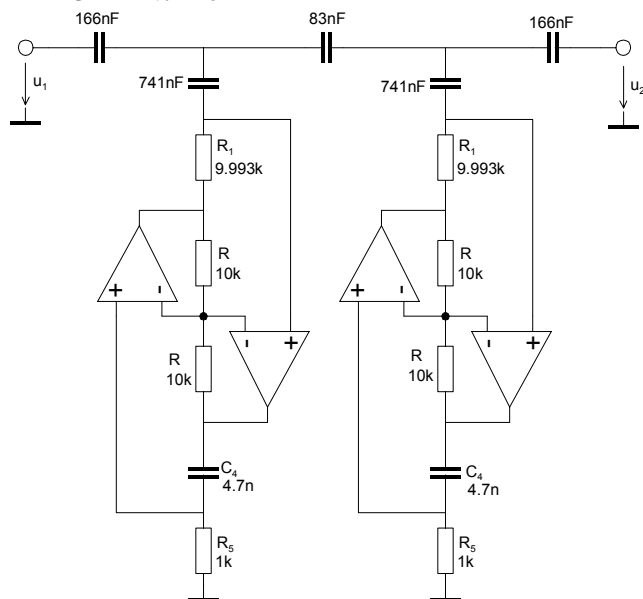 166nF
83nF
166nF
741nF
741nF
u1
u2
R1
9.993k
R1
9.993k
R
10k
R
10k
+ -
+ -
- +
- +
R
10k
R
10k
C4
4.7n
C4
4.7n
R5
1k
R5
1k